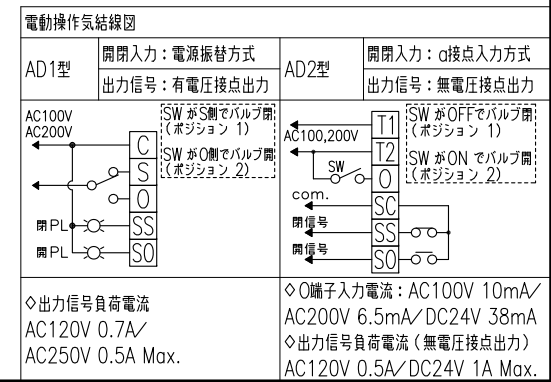 電動操作気結線図
AD1型
開閉入力：電源振替方式
出力信号：有電圧接点出力
AD2型
開閉入力：a接点入力方式
出力信号：無電圧接点出力
AC100V
AC200V
SW がS側でバルブ閉
(ポジション 1)
SW がO側でバルブ開
(ポジション 2)
C
S
O
SS
SO
閉PL
開PL
AC100,200V
SW
com.
閉信号
開信号
T1
T2
O
SC
SS
SO
SW がOFFでバルブ閉
(ポジション 1)
SW がON でバルブ開
(ポジション 2)
◇出力信号負荷電流
AC120V 0.7A/
AC250V 0.5A Max.
◇O端子入力電流：AC100V 10mA/
AC200V 6.5mA/DC24V 38mA
◇出力信号負荷電流(無電圧接点出力)
AC120V 0.5A/DC24V 1A Max.